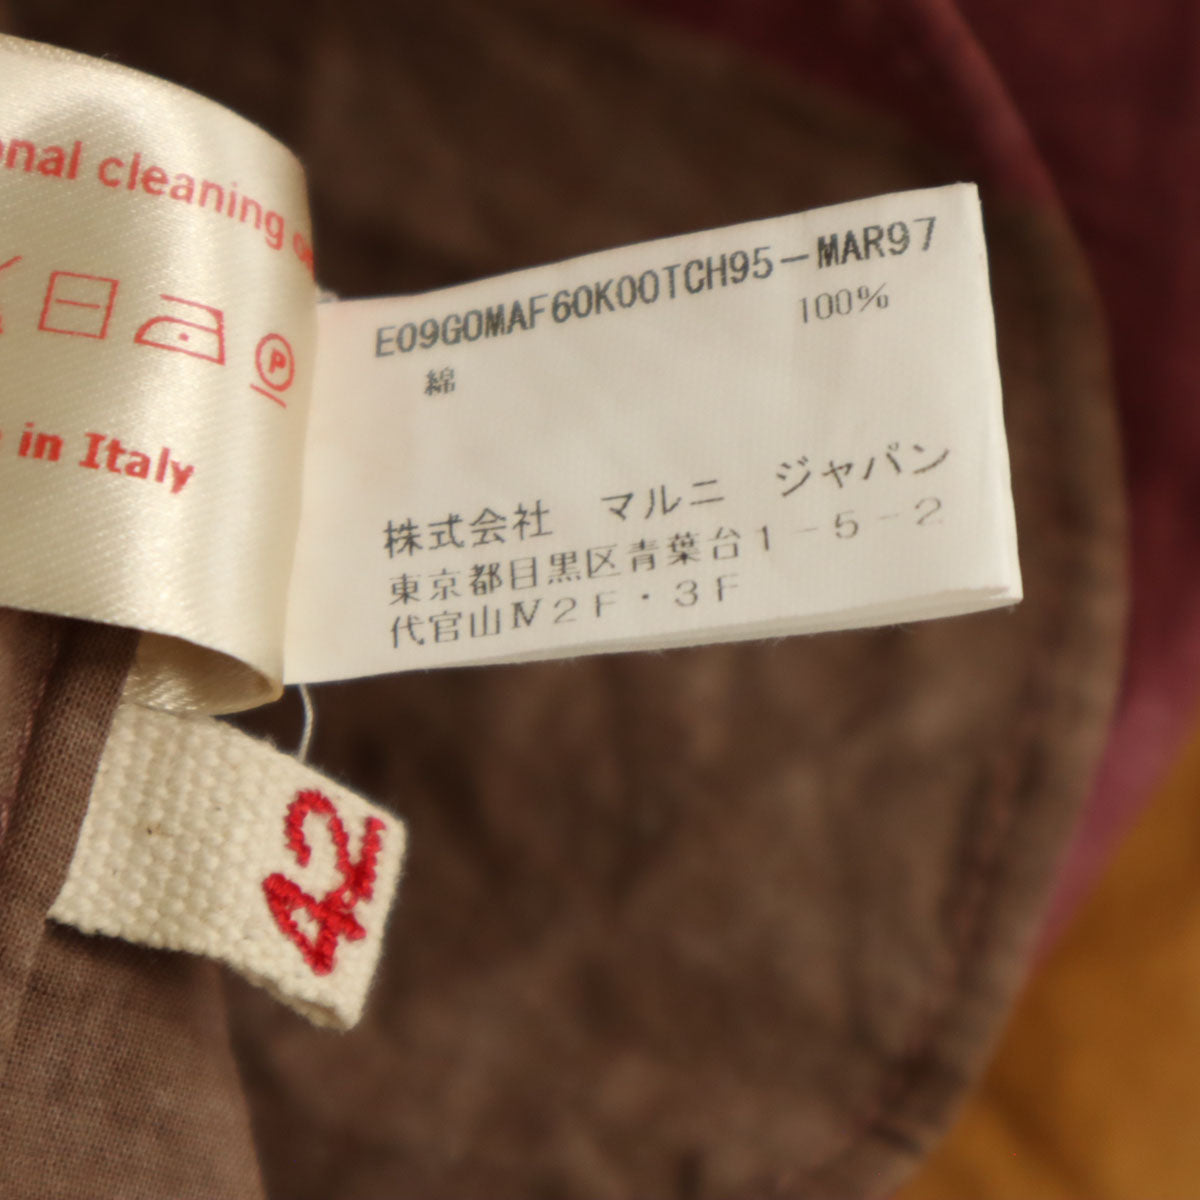 cleaning
P
in Italy
E09G0MAF60K00TCH95-MAR97
綿 100%
株式会社 マルニ ジャパン
東京都目黒区青葉台1-5-2
代官山Ⅳ2F・3F
42